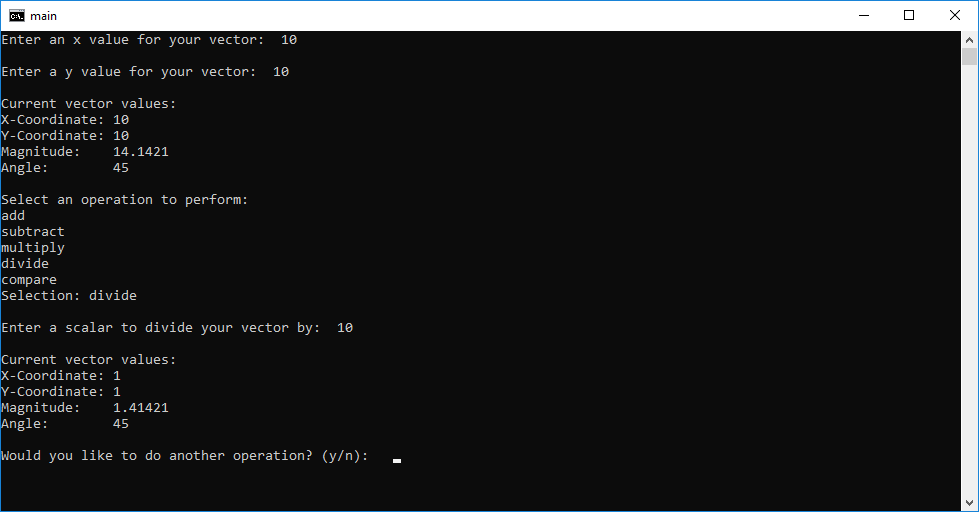 main
Enter an x value for your vector:  10
Enter a y value for your vector:  10
Current vector values:
X-Coordinate: 10
Y-Coordinate: 10
Magnitude:    14.1421
Angle:        45
Select an operation to perform:
add
subtract
multiply
divide
compare
Selection: divide
Enter a scalar to divide your vector by:  10
Current vector values:
X-Coordinate: 1
Y-Coordinate: 1
Magnitude:    1.41421
Angle:        45
Would you like to do another operation? (y/n):